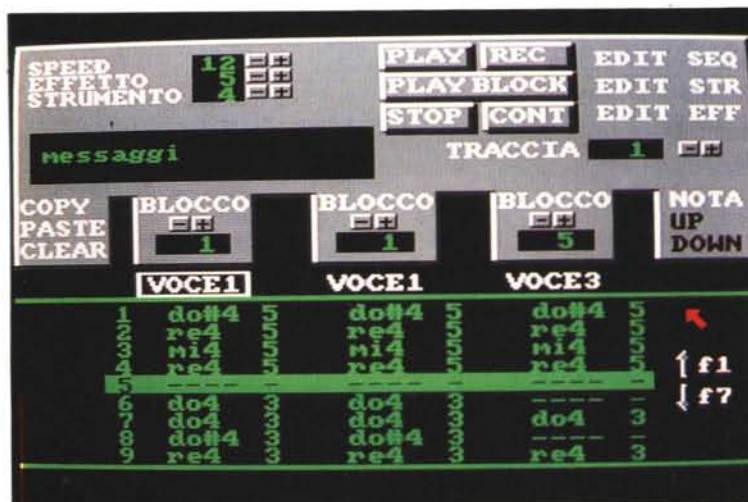 SPEED 12 - + PLAY REC EDIT SEQ
EFFETTO 5 - + PLAY BLOCK EDIT STR
STRUMENTO 4 - + STOP CONT EDIT EFF
messaggi TRACCIA 1 - +
COPY BLOCCO BLOCCO BLOCCO NOTA
PASTE - + - + - + UP
CLEAR 1 1 5 DOWN
VOCE1 VOCE1 VOCE3
1 do#4 5 do#4 5 do#4 5
2 re4 5 re4 5 re4 5
3 mi4 5 mi4 5 mi4 5
4 re4 5 re4 5 re4 5 f1
5 ---- - ---- - ---- -
6 do4 3 do4 3 ---- - f7
7 do4 3 do4 3 do4 3
8 do#4 3 do#4 3 ---- -
9 re4 3 re4 3 re4 3